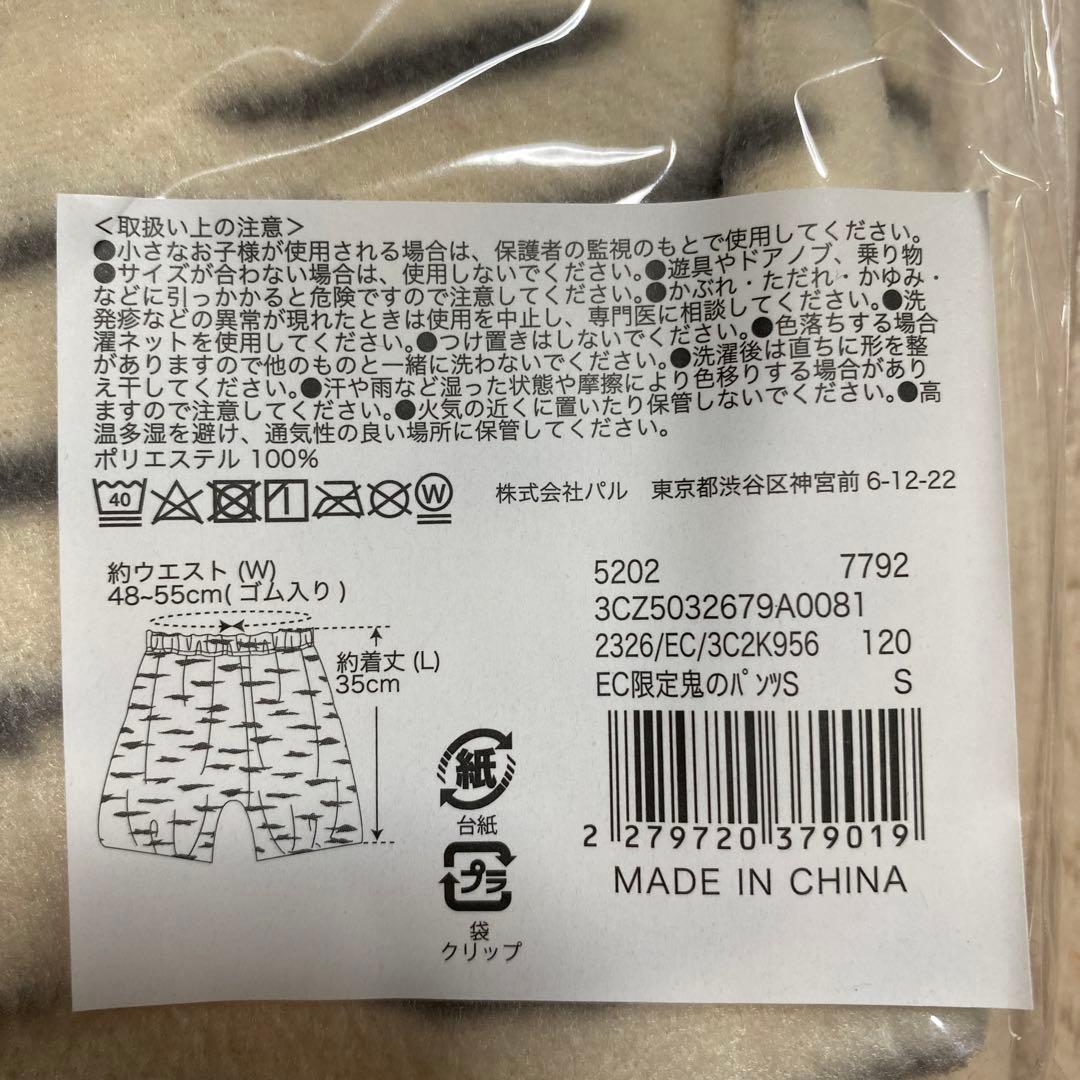 ＜取扱い上の注意＞
●小さなお子様が使用される場合は、保護者の監視のもとで使用してください。
●サイズが合わない場合は、使用しないでください。●遊具やドアノブ、乗り物
などに引っかかると危険ですので注意してください。●かぶれ・ただれ・かゆみ・
発疹などの異常が現れたときは使用を中止し、専門医に相談してください。●洗
濯ネットを使用してください。●つけ置きはしないでください。●色落ちする場合
がありますので他のものと一緒に洗わないでください。●洗濯後は直ちに形を整
え干してください。●汗や雨など湿った状態や摩擦により色移りする場合があり
ますので注意してください。●火気の近くに置いたり保管しないでください。●高
温多湿を避け、通気性の良い場所に保管してください。
ポリエステル 100%
40 W
株式会社パル 東京都渋谷区神宮前 6-12-22
約ウエスト (W)
48~55cm( ゴム入り )
約着丈 (L)
35cm
紙
台紙
プラ
袋
クリップ
5202 7792
3CZ5032679A0081
2326/EC/3C2K956 120
EC限定鬼のﾊﾟﾝﾂS S
2 279720 379019
MADE IN CHINA